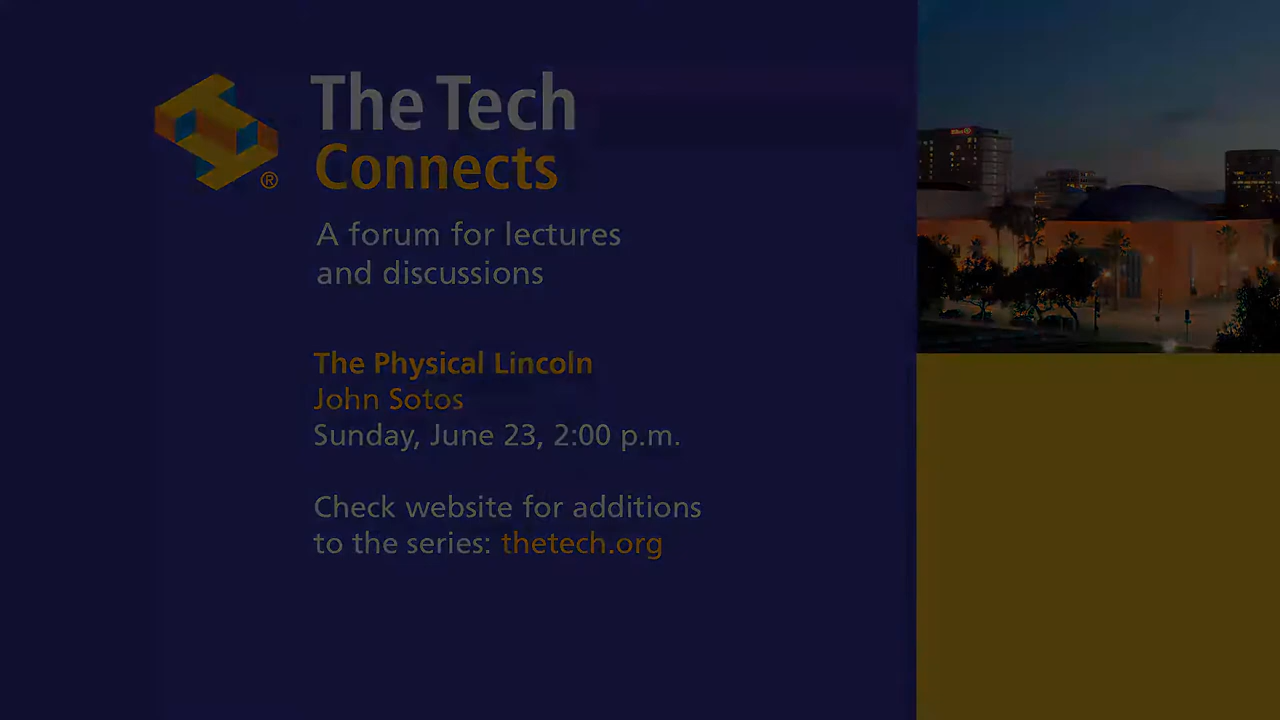 The Tech
Connects
®
A forum for lectures
and discussions
The Physical Lincoln
John Sotos
Sunday, June 23, 2:00 p.m.
Check website for additions
to the series: thetech.org